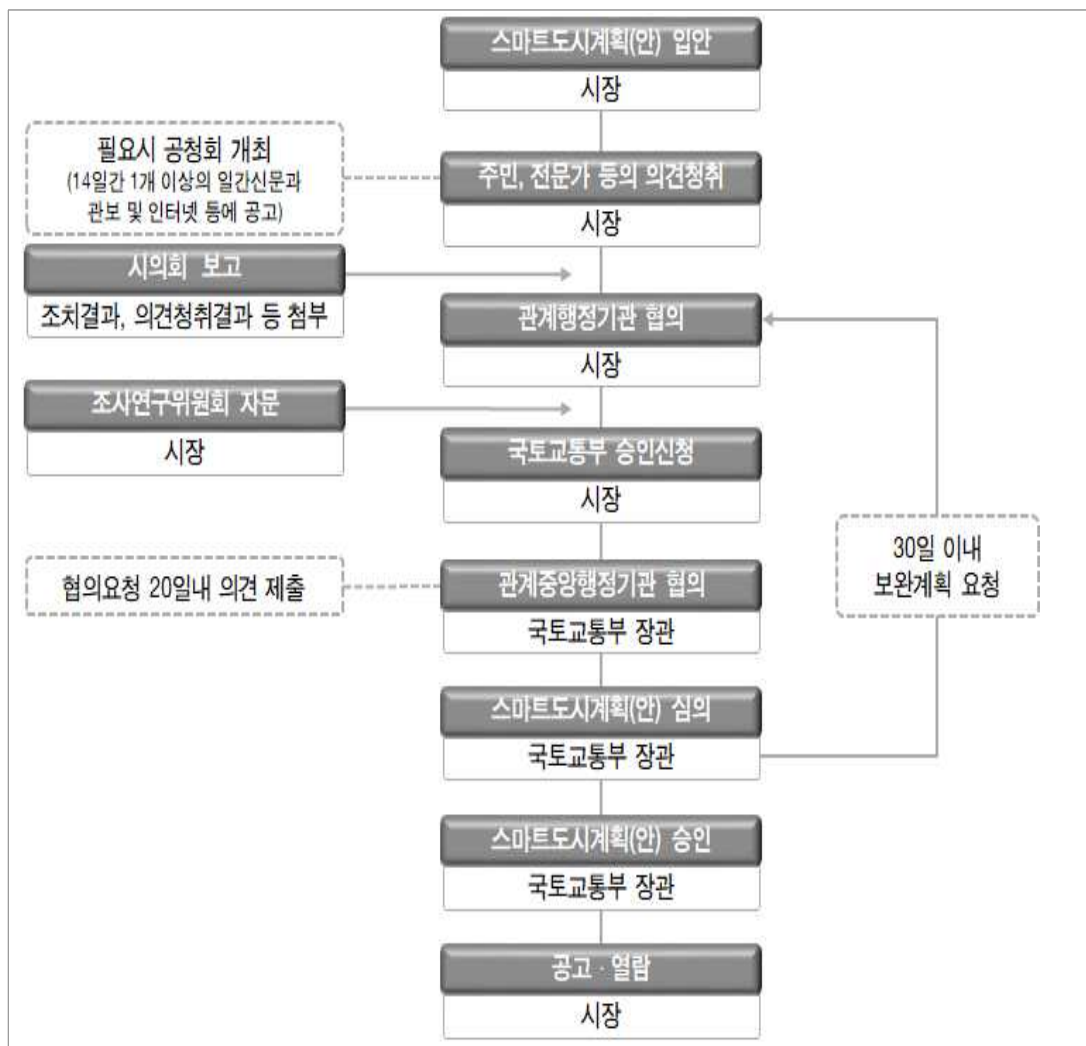 스마트도시계획(안) 입안
시장
필요시 공청회 개최
(14일간 1개 이상의 일간신문과
관보 및 인터넷 등에 공고)
주민, 전문가 등의 의견청취
시장
시의회 보고
조치결과, 의견청취결과 등 첨부
관계행정기관 협의
시장
조사연구위원회 자문
시장
국토교통부 승인신청
시장
30일 이내
보완계획 요청
협의요청 20일내 의견 제출
관계중앙행정기관 협의
국토교통부 장관
스마트도시계획(안) 심의
국토교통부 장관
스마트도시계획(안) 승인
국토교통부 장관
공고·열람
시장